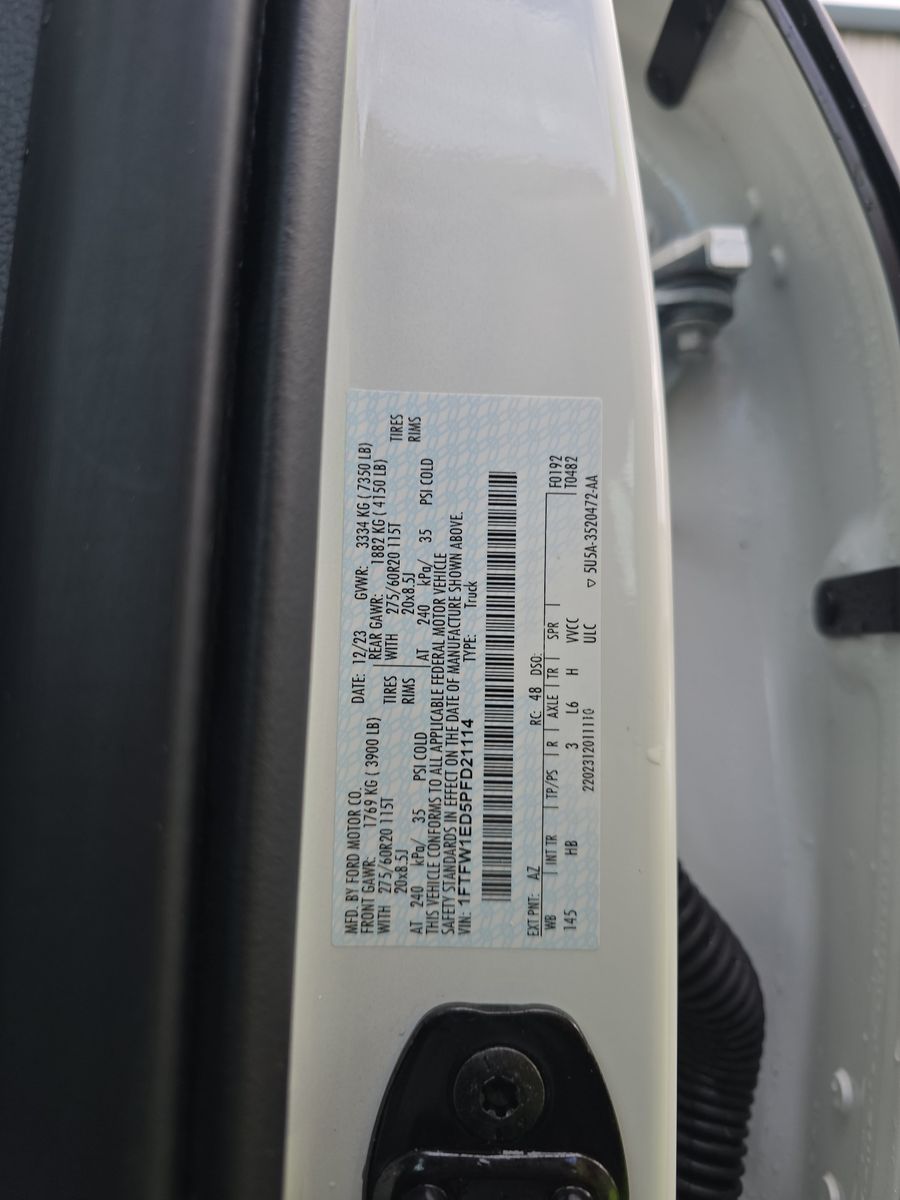 MFD. BY FORD MOTOR CO.
DATE: 12/23 GVWR: 3334 KG ( 7350 LB)
FRONT GAWR: 1769 KG ( 3900 LB) REAR GAWR: 1882 KG ( 4150 LB)
WITH 275/60R20 115T TIRES WITH 275/60R20 115T TIRES
20x8.5J RIMS 20x8.5J RIMS
AT 240 kPa/ 35 PSI COLD AT 240 kPa/ 35 PSI COLD
THIS VEHICLE CONFORMS TO ALL APPLICABLE FEDERAL MOTOR VEHICLE
SAFETY STANDARDS IN EFFECT ON THE DATE OF MANUFACTURE SHOWN ABOVE.
VIN: 1FTFW1ED5PFD21114 TYPE: Truck
EXT PNT: AZ RC: 48 DSO:
WB INT TR TP/PS R AXLE TR SPR F0192
145 HB 3 L6 H VVCC T0482
2202312011110 ULC ▽ 5U5A-3520472-AA